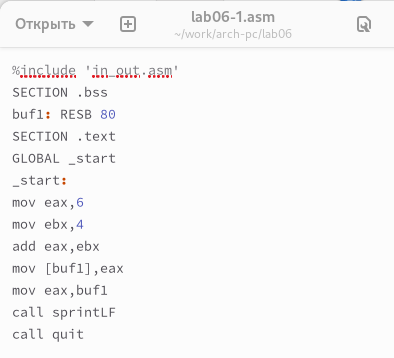 Открыть
lab06-1.asm
~/work/arch-pc/lab06
%include 'in_out.asm'
SECTION .bss
buf1: RESB 80
SECTION .text
GLOBAL _start
_start:
mov eax,6
mov ebx,4
add eax,ebx
mov [buf1],eax
mov eax,buf1
call sprintLF
call quit